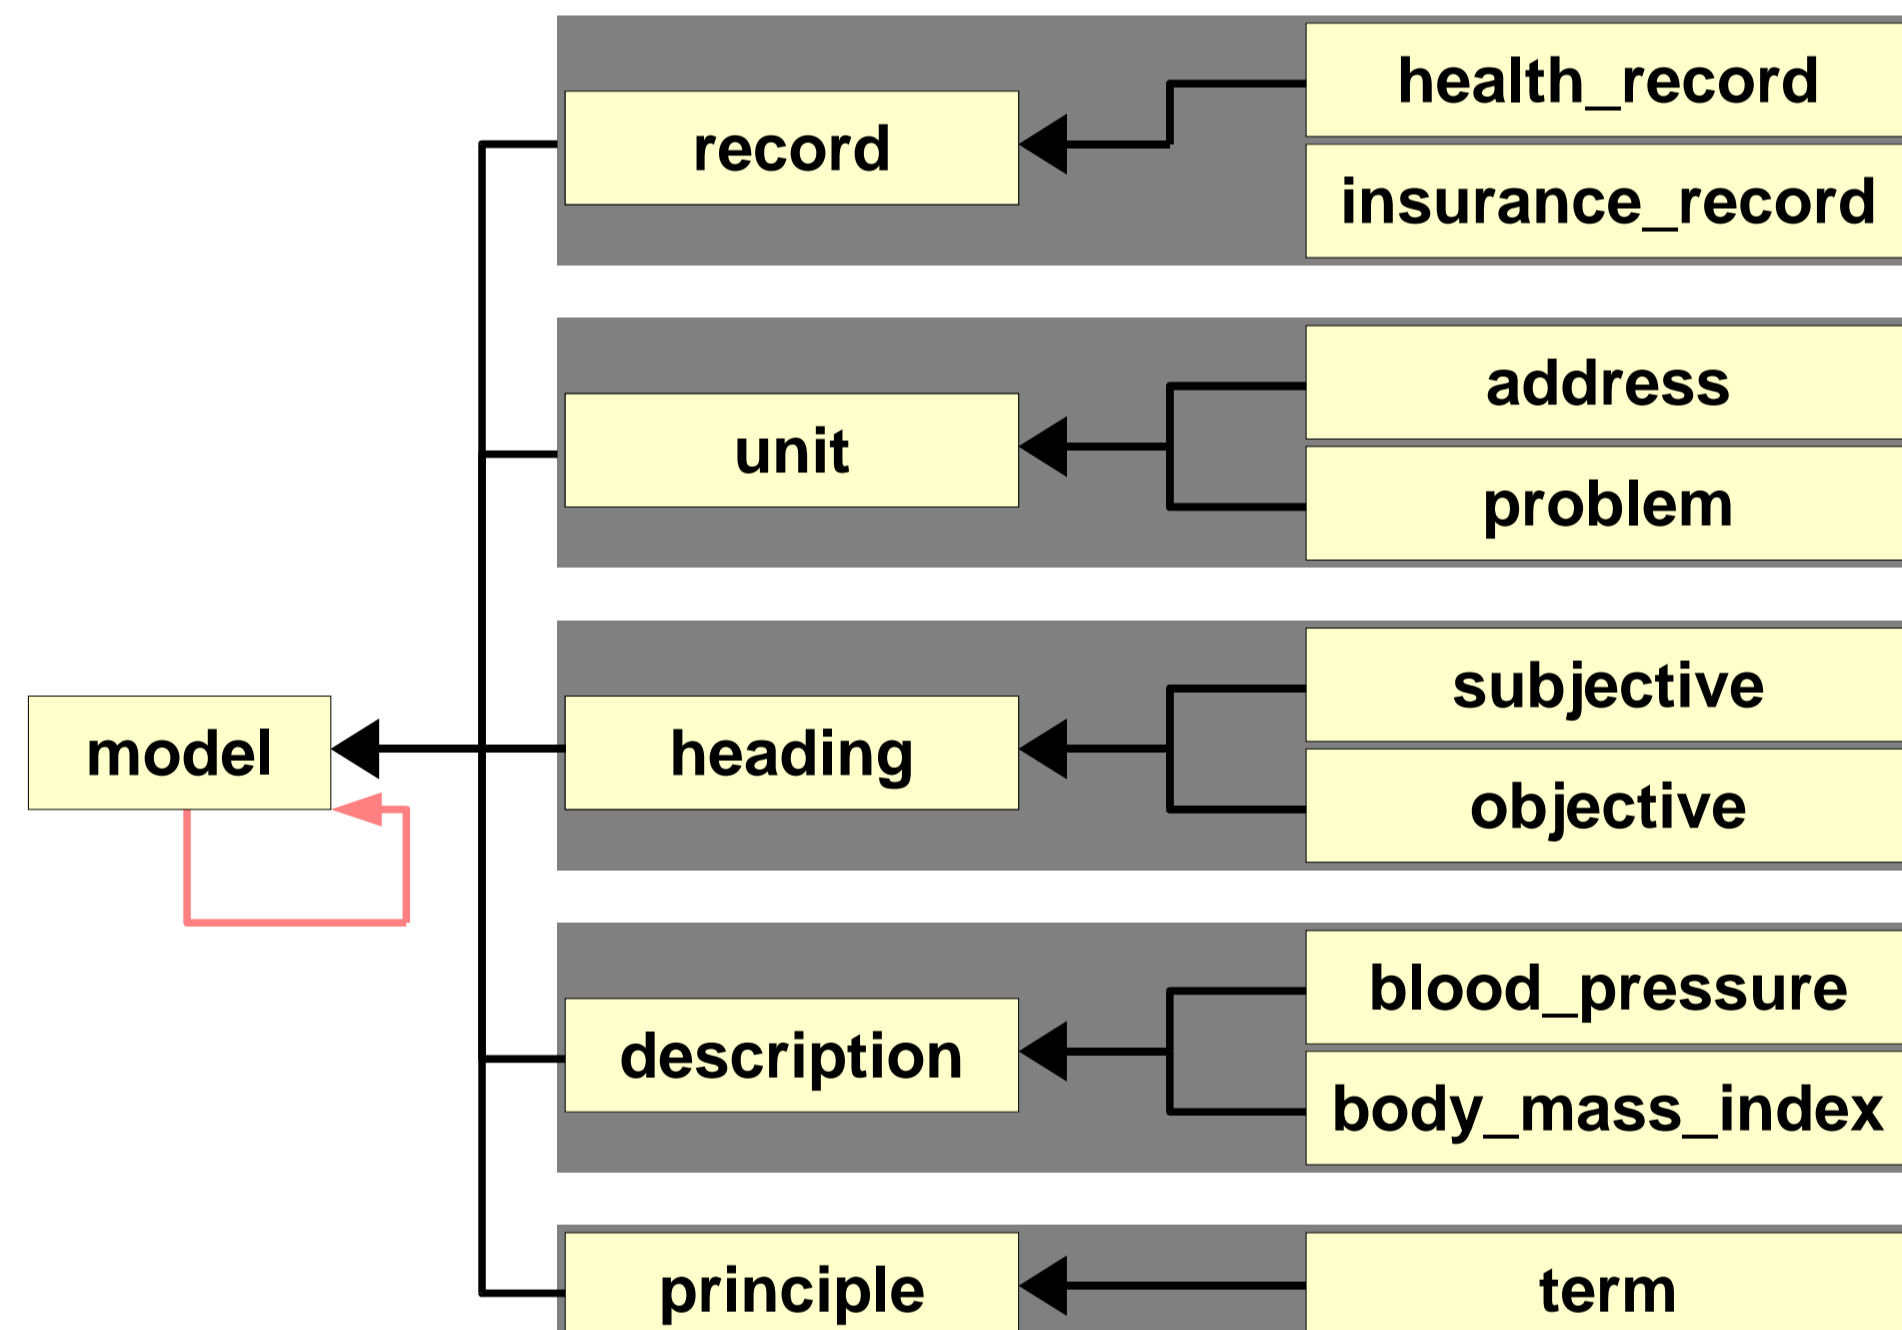 health_record
record
insurance_record
address
unit
problem
subjective
model
heading
objective
blood_pressure
description
body_mass_index
principle
term